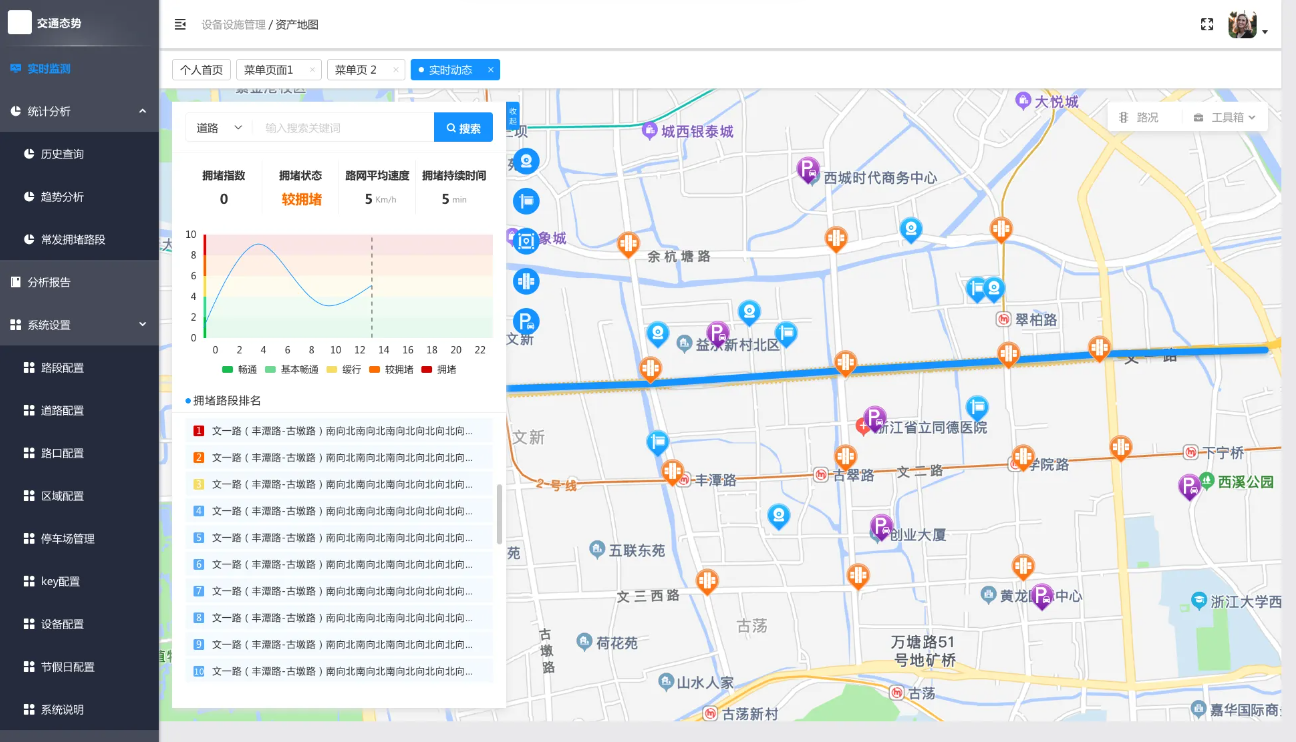 交通态势
实时监测
统计分析
历史查询
趋势分析
常发拥堵路段
分析报告
系统设置
路段配置
道路配置
路口配置
区域配置
停车场管理
key配置
设备配置
节假日配置
系统说明
设备设施管理 / 资产地图
个人首页
菜单页面1 ×
菜单页 2 ×
实时动态 ×
道路
输入搜索关键词
搜索
收起
拥堵指数
0
拥堵状态
较拥堵
路网平均速度
5 Km/h
拥堵持续时间
5 min
10
8
6
4
2
0
0 2 4 6 8 10 12 14 16 18 20 22
畅通 基本畅通 缓行 较拥堵 拥堵
拥堵路段排名
1 文一路（丰潭路-古墩路）南向北南向北南向北向北向北向...
2 文一路（丰潭路-古墩路）南向北南向北南向北向北向北向...
3 文一路（丰潭路-古墩路）南向北南向北南向北向北向北向...
4 文一路（丰潭路-古墩路）南向北南向北南向北向北向北向...
5 文一路（丰潭路-古墩路）南向北南向北南向北向北向北向...
6 文一路（丰潭路-古墩路）南向北南向北南向北向北向北向...
7 文一路（丰潭路-古墩路）南向北南向北南向北向北向北向...
8 文一路（丰潭路-古墩路）南向北南向北南向北向北向北向...
9 文一路（丰潭路-古墩路）南向北南向北南向北向北向北向...
10 文一路（丰潭路-古墩路）南向北南向北南向北向北向北向...
路况
工具箱
大悦城
城西银泰城
西城时代商务中心
象城
余杭塘路
翠柏路
文新
益乐新村北区
文新
浙江省立同德医院
下宁桥
学院路
文二路
古翠路
丰潭路
2号线
西溪公园
创业大厦
苑
五联东苑
文三西路
黄龙 中心
浙江大学西
古荡
古墩路
荷花苑
万塘路51
号地矿桥
山水人家
古荡
古荡新村
嘉华国际商